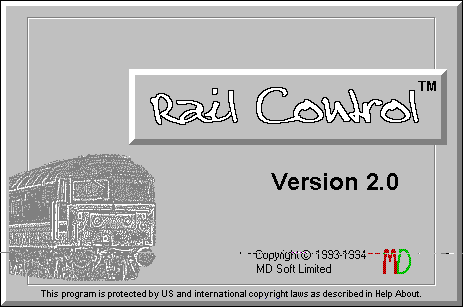 Rail Control™
Version 2.0
Copyright © 1993-1994
MD Soft Limited
MD
This program is protected by US and international copyright laws as described in Help About.